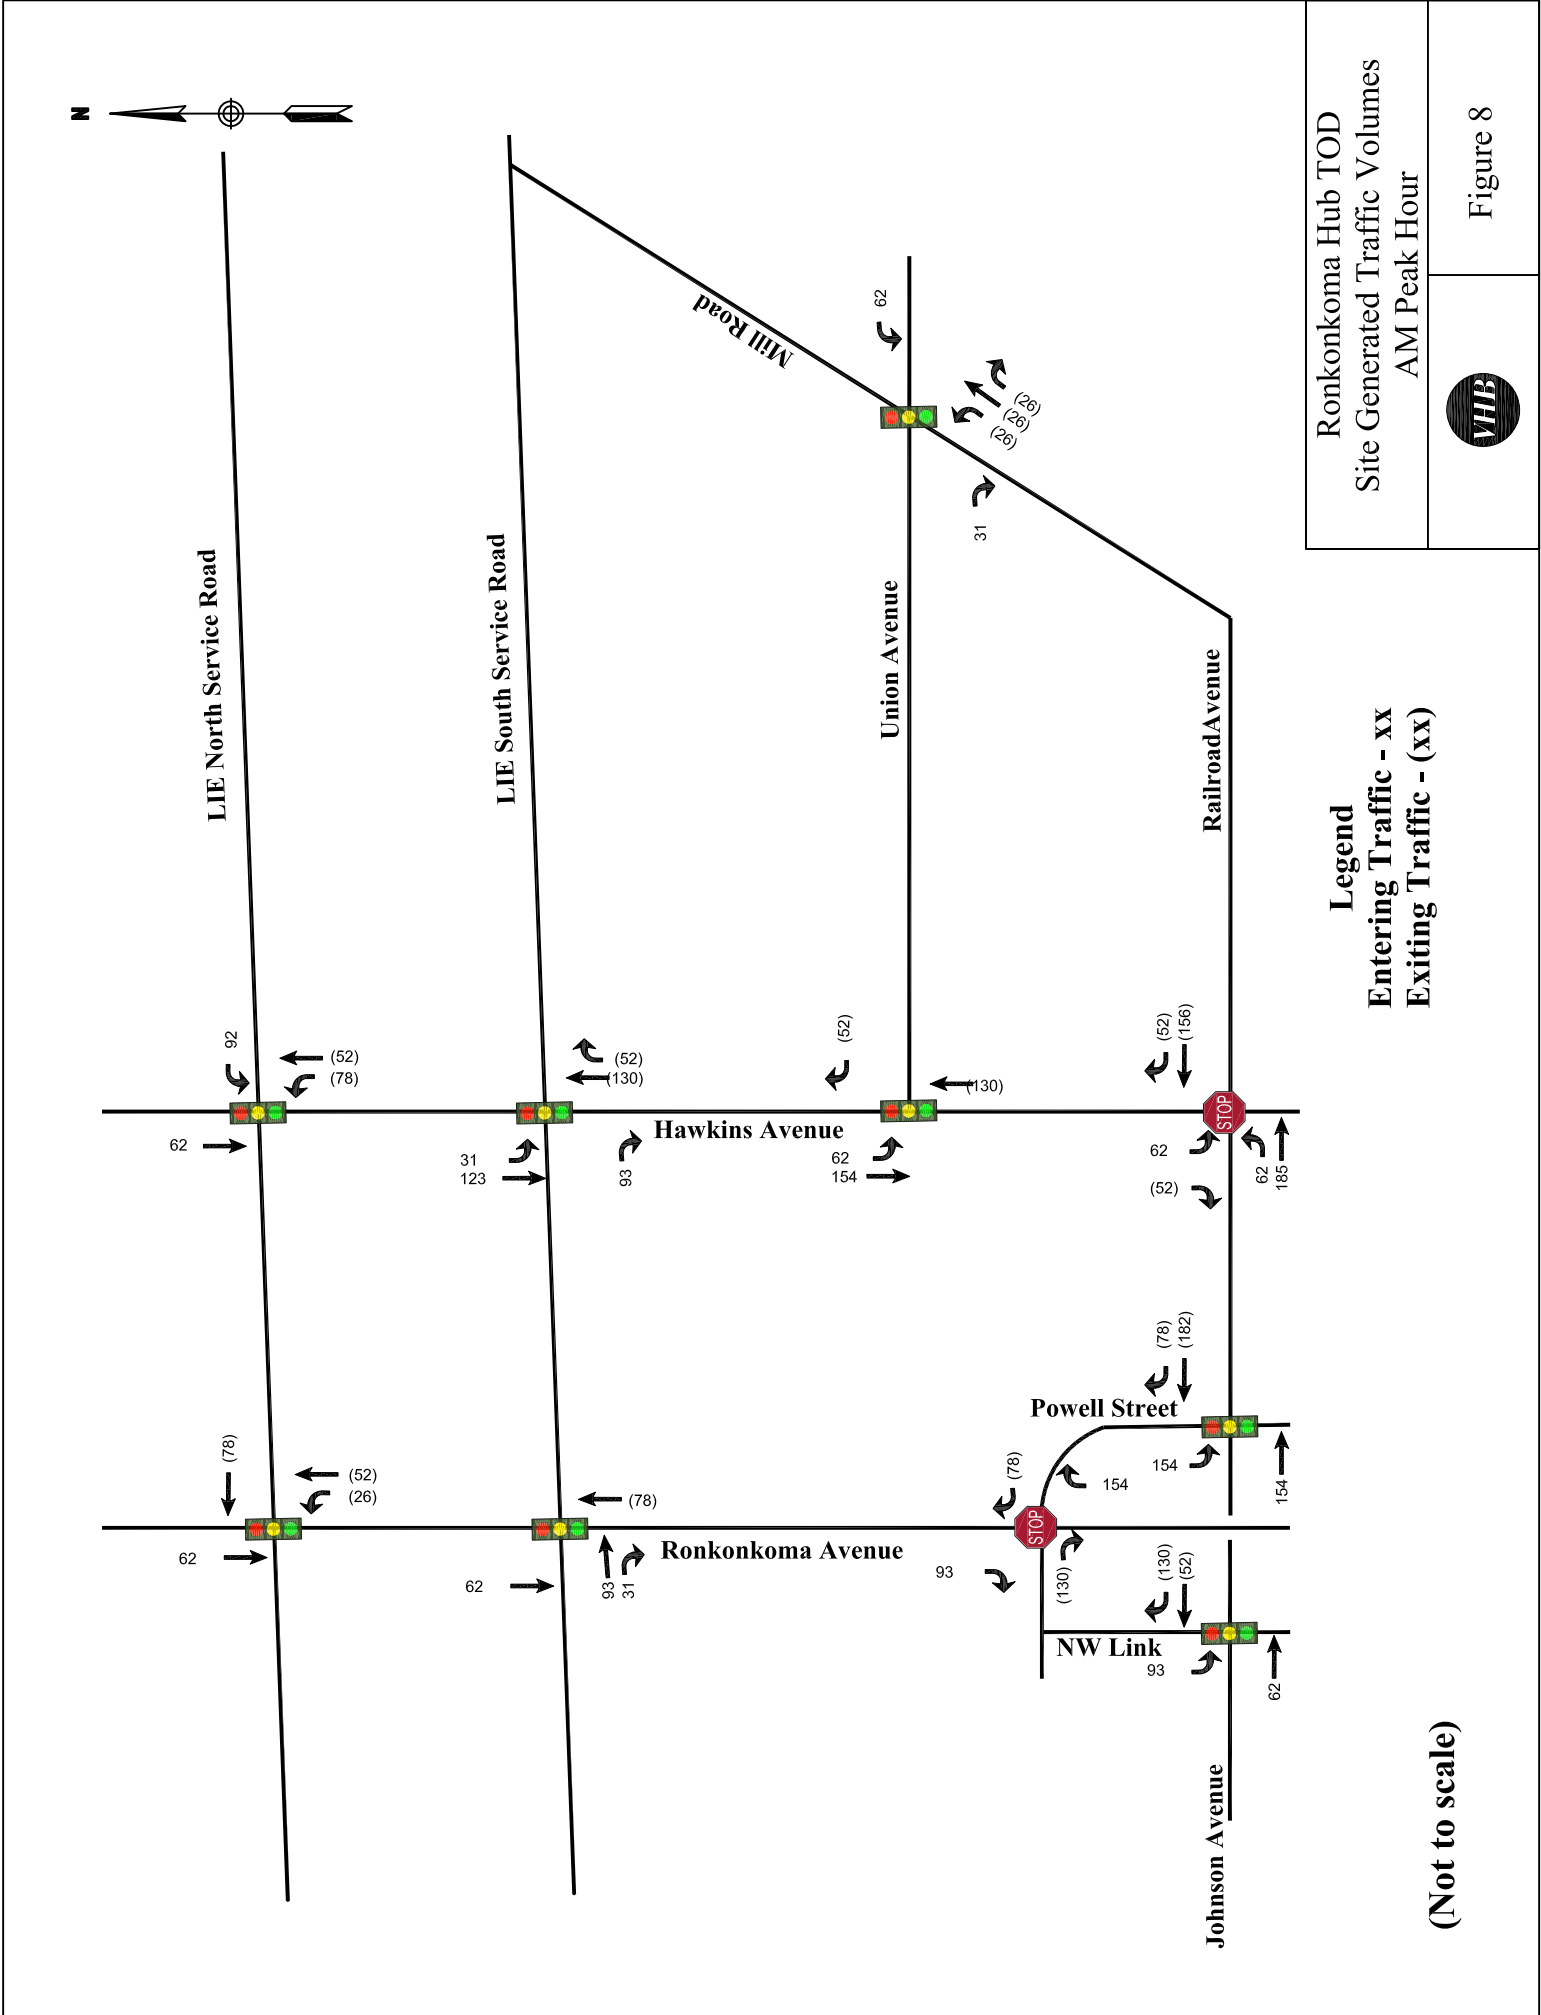 N
LIE North Service Road
(78)
(52)
(26)
62
92
(52)
(78)
62
LIE South Service Road
(78)
62
93
31
(52)
(130)
31
123
93
Ronkonkoma Avenue
Hawkins Avenue
Mill Road
Union Avenue
62
154
(130)
(52)
62
(26)
(26)
(26)
31
Powell Street
STOP
(78)
154
93
(130)
NW Link
(130)
(52)
93
62
Johnson Avenue
(78)
(182)
154
154
RailroadAvenue
STOP
(52)
(156)
62
(52)
62
185
Legend
Entering Traffic - xx
Exiting Traffic - (xx)
(Not to scale)
Ronkonkoma Hub TOD
Site Generated Traffic Volumes
AM Peak Hour
VHB
Figure 8